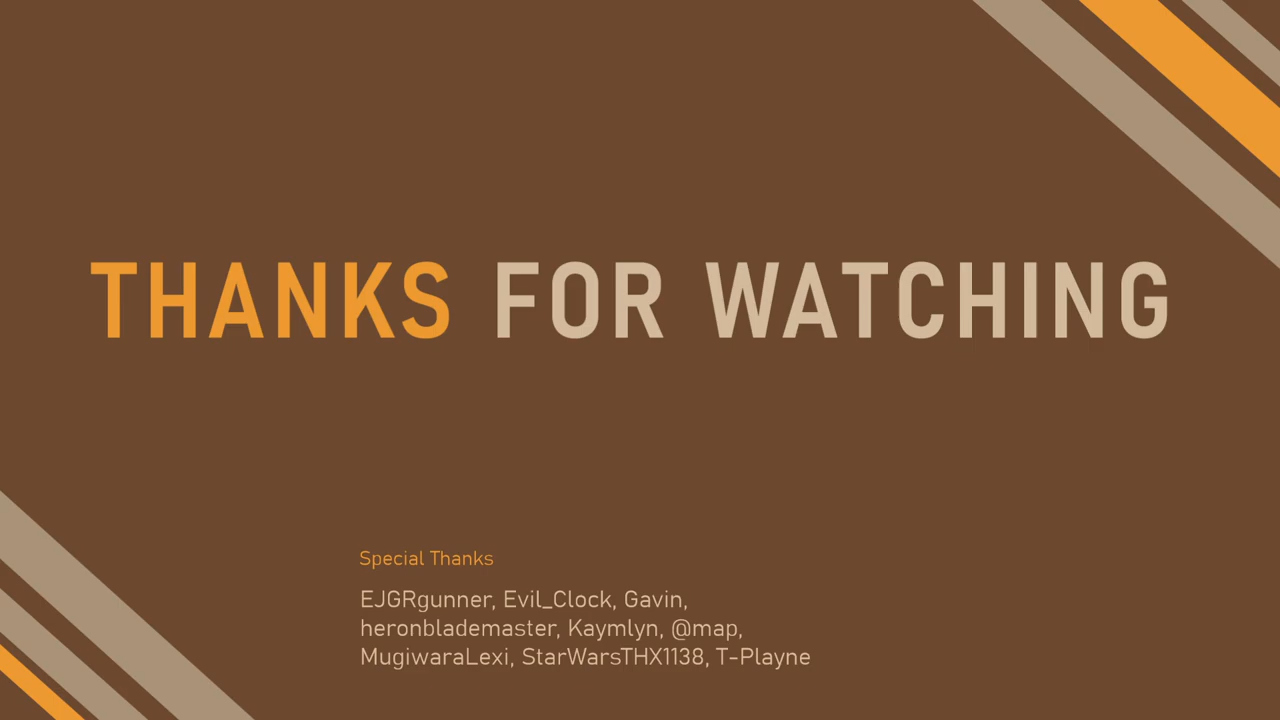 THANKS FOR WATCHING
Special Thanks
EJGRgunner, Evil_Clock, Gavin,
heronblademaster, Kaymlyn, @map,
MugiwaraLexi, StarWarsTHX1138, T-Playne